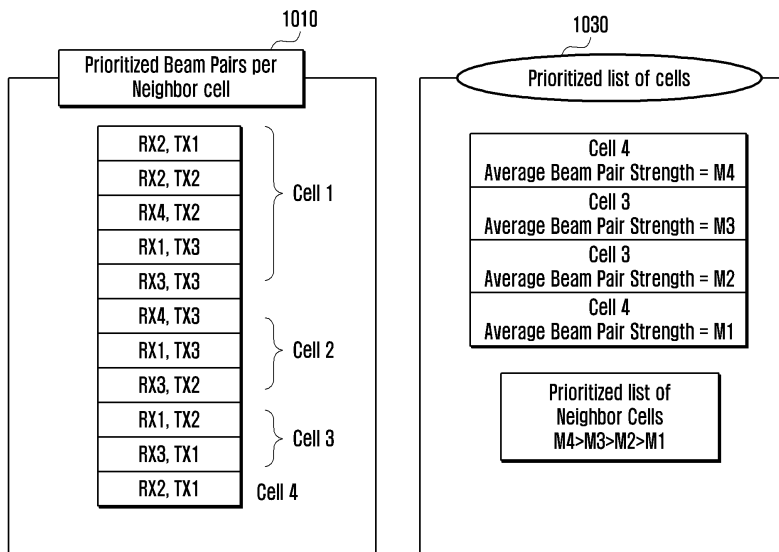 1010
Prioritized Beam Pairs per
Neighbor cell
RX2, TX1
RX2, TX2
RX4, TX2
RX1, TX3
RX3, TX3
Cell 1
RX4, TX3
RX1, TX3
RX3, TX2
Cell 2
RX1, TX2
RX3, TX1
Cell 3
RX2, TX1
Cell 4
1030
Prioritized list of cells
Cell 4
Average Beam Pair Strength = M4
Cell 3
Average Beam Pair Strength = M3
Cell 3
Average Beam Pair Strength = M2
Cell 4
Average Beam Pair Strength = M1
Prioritized list of
Neighbor Cells
M4>M3>M2>M1